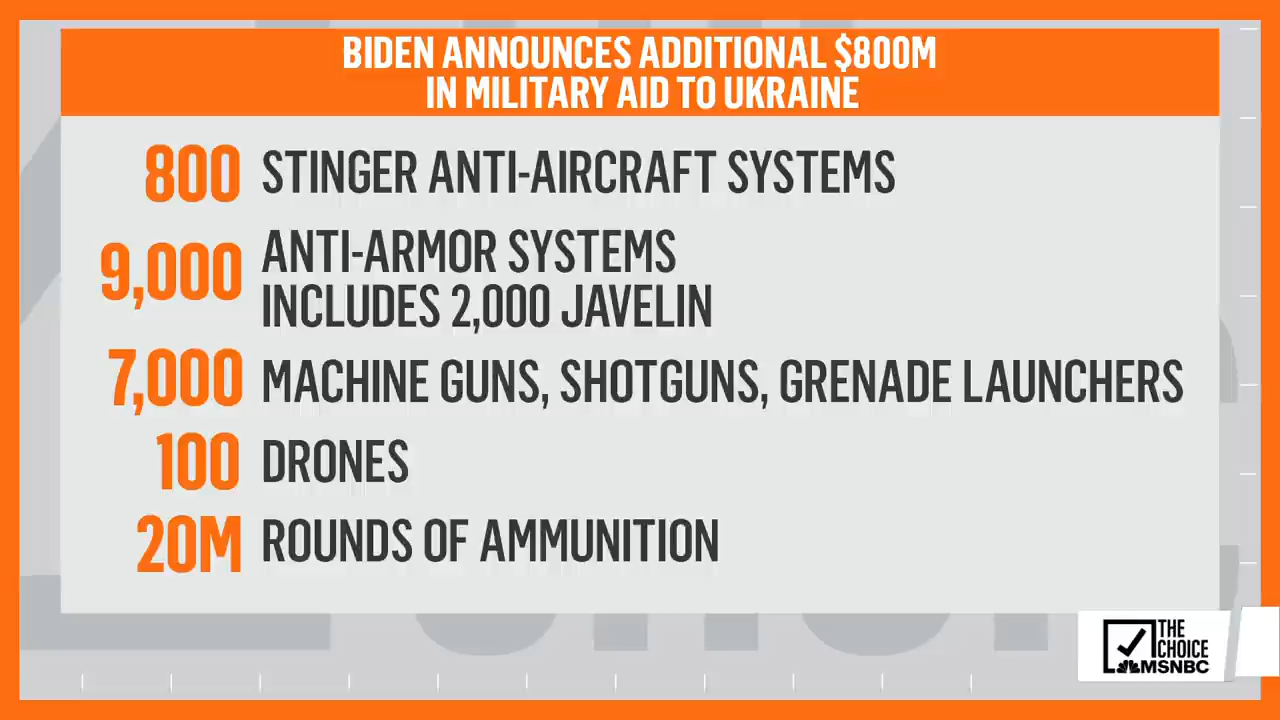 BIDEN ANNOUNCES ADDITIONAL $800M
IN MILITARY AID TO UKRAINE
800 STINGER ANTI-AIRCRAFT SYSTEMS
9,000 ANTI-ARMOR SYSTEMS
INCLUDES 2,000 JAVELIN
7,000 MACHINE GUNS, SHOTGUNS, GRENADE LAUNCHERS
100 DRONES
20M ROUNDS OF AMMUNITION
THE
CHOICE
MSNBC